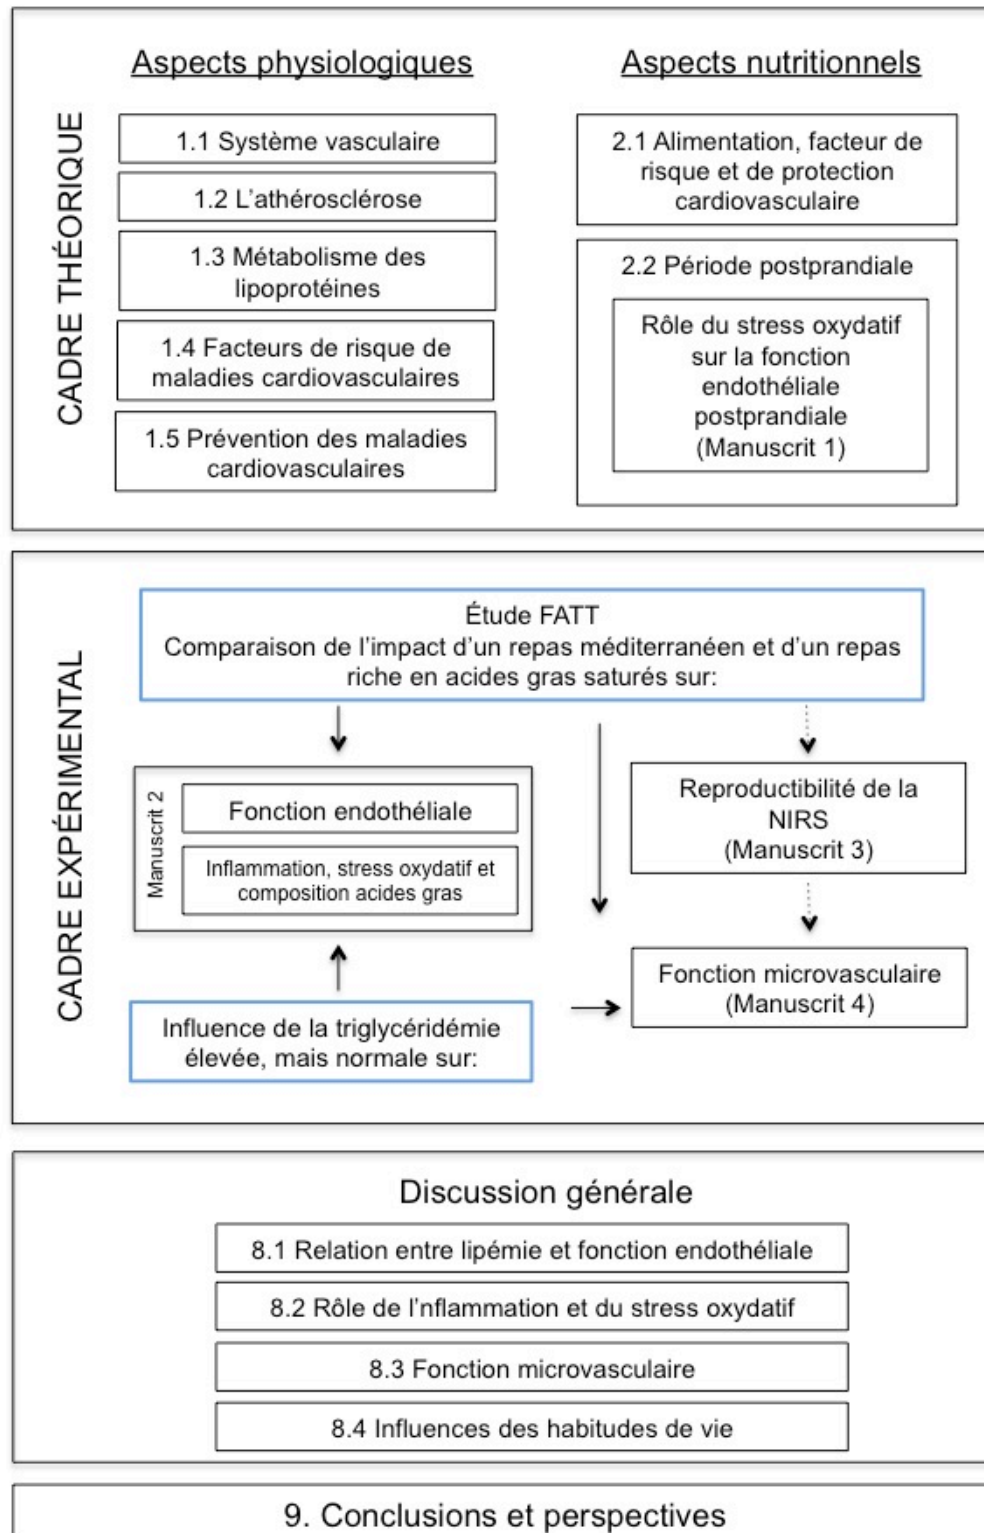 CADRE THÉORIQUE
Aspects physiologiques
1.1 Système vasculaire
1.2 L'athérosclérose
1.3 Métabolisme des
lipoprotéines
1.4 Facteurs de risque de
maladies cardiovasculaires
1.5 Prévention des maladies
cardiovasculaires
Aspects nutritionnels
2.1 Alimentation, facteur de
risque et de protection
cardiovasculaire
2.2 Période postprandiale
Rôle du stress oxydatif
sur la fonction
endothéliale
postprandiale
(Manuscrit 1)
CADRE EXPÉRIMENTAL
Étude FATT
Comparaison de l'impact d'un repas méditerranéen et d'un repas
riche en acides gras saturés sur:
Manuscrit 2
Fonction endothéliale
Inflammation, stress oxydatif et
composition acides gras
Influence de la triglycéridémie
élevée, mais normale sur:
Reproductibilité de la
NIRS
(Manuscrit 3)
Fonction microvasculaire
(Manuscrit 4)
Discussion générale
8.1 Relation entre lipémie et fonction endothéliale
8.2 Rôle de l'nflammation et du stress oxydatif
8.3 Fonction microvasculaire
8.4 Influences des habitudes de vie
9. Conclusions et perspectives